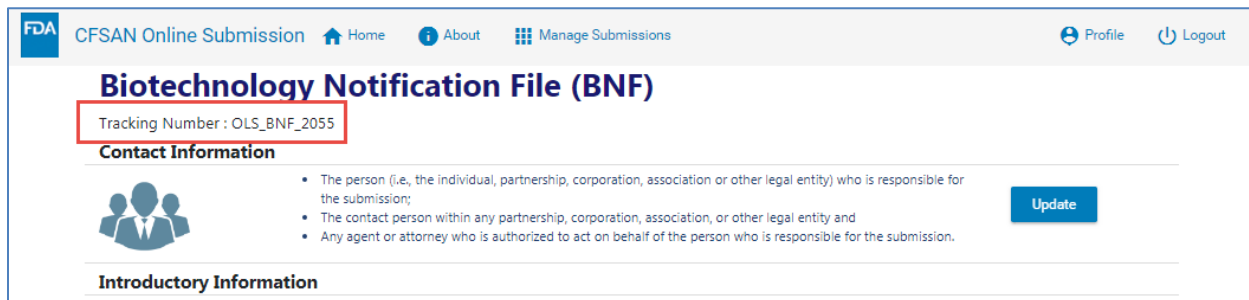 FDA
CFSAN Online Submission Home About Manage Submissions Profile Logout
Biotechnology Notification File (BNF)
Tracking Number : OLS_BNF_2055
Contact Information
• The person (i.e., the individual, partnership, corporation, association or other legal entity) who is responsible for
the submission;
• The contact person within any partnership, corporation, association, or other legal entity and
• Any agent or attorney who is authorized to act on behalf of the person who is responsible for the submission.
Update
Introductory Information